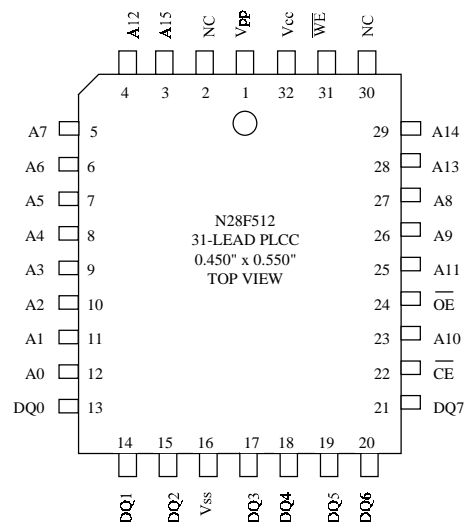 A12 A15 NC Vpp Vcc W̅E̅ NC
4 3 2 1 32 31 30
A7 5 29 A14
A6 6 28 A13
A5 7 27 A8
A4 8 26 A9
A3 9 25 A11
A2 10 24 O̅E̅
A1 11 23 A10
A0 12 22 C̅E̅
DQ0 13 21 DQ7
N28F512
31-LEAD PLCC
0.450" x 0.550"
TOP VIEW
14 15 16 17 18 19 20
DQ1 DQ2 Vss DQ3 DQ4 DQ5 DQ6